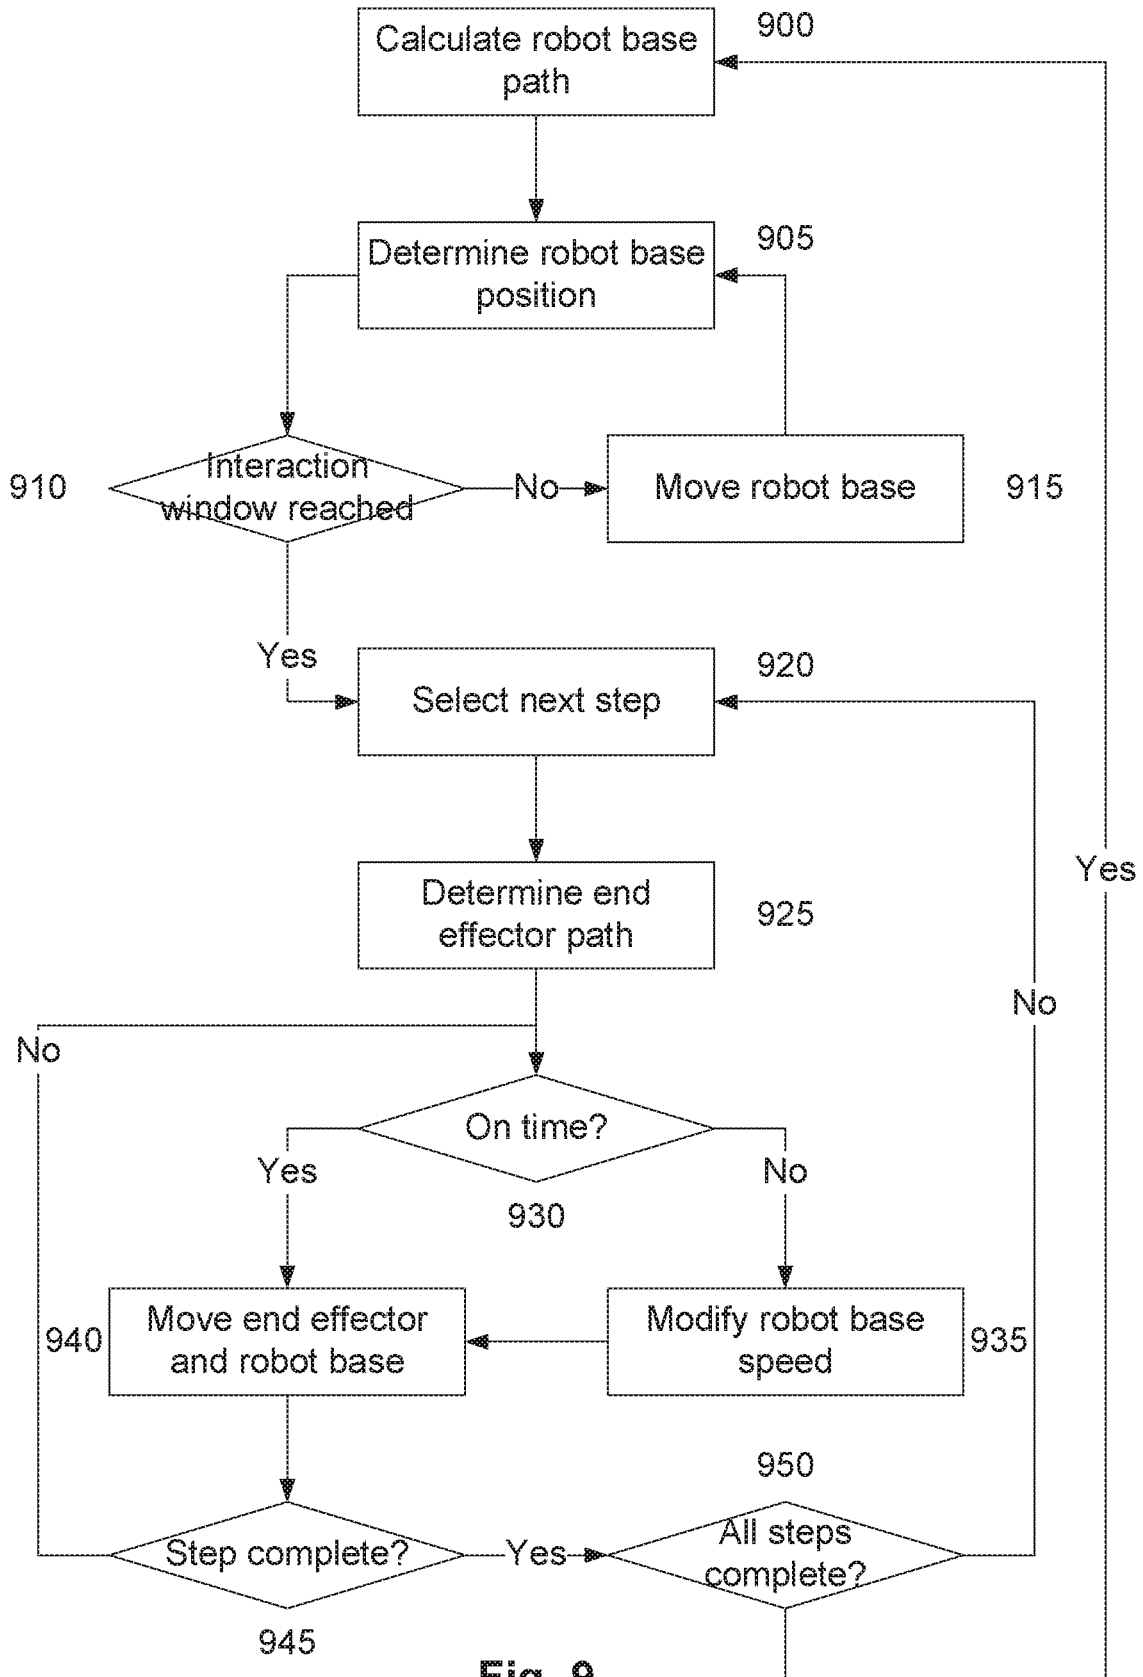 Calculate robot base
path
900
Determine robot base
position
905
910
Interaction
window reached
No
Move robot base
915
Yes
Select next step
920
Determine end
effector path
925
Yes
No
No
On time?
Yes
No
930
940
Move end effector
and robot base
Modify robot base
speed
935
950
Step complete?
Yes
All steps
complete?
945
Fig. 9